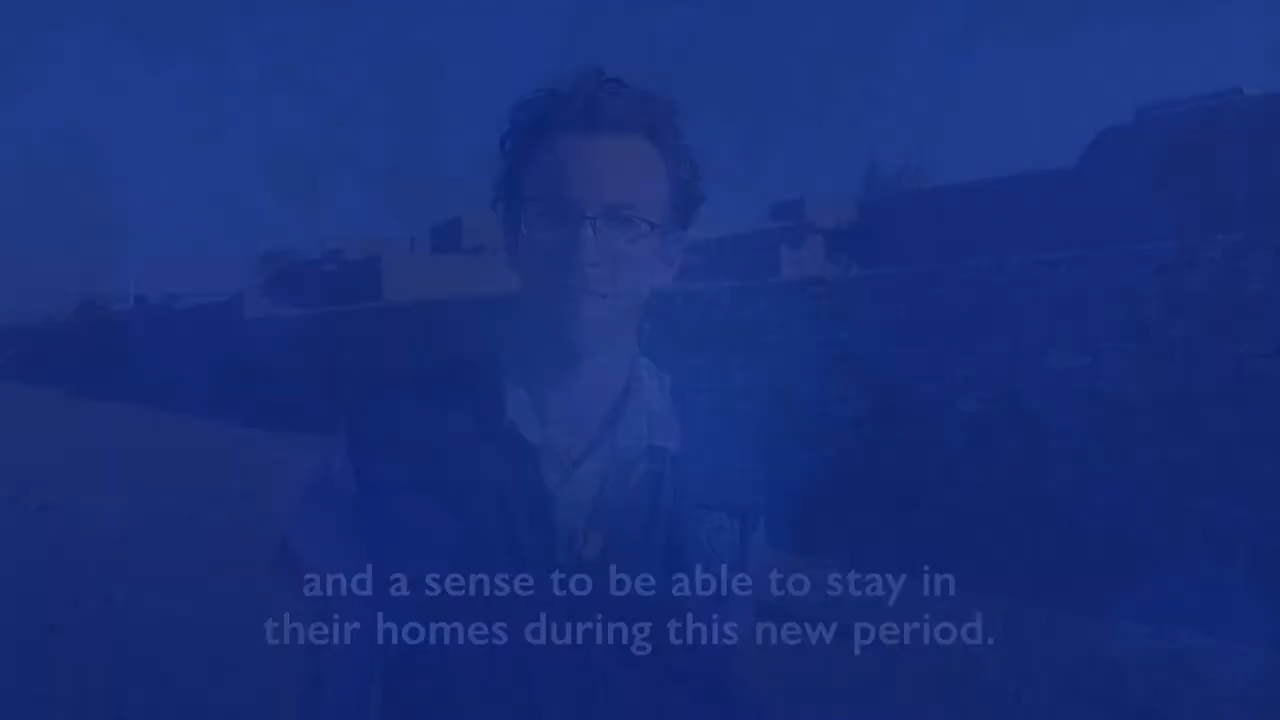 and a sense to be able to stay in
their homes during this new period.